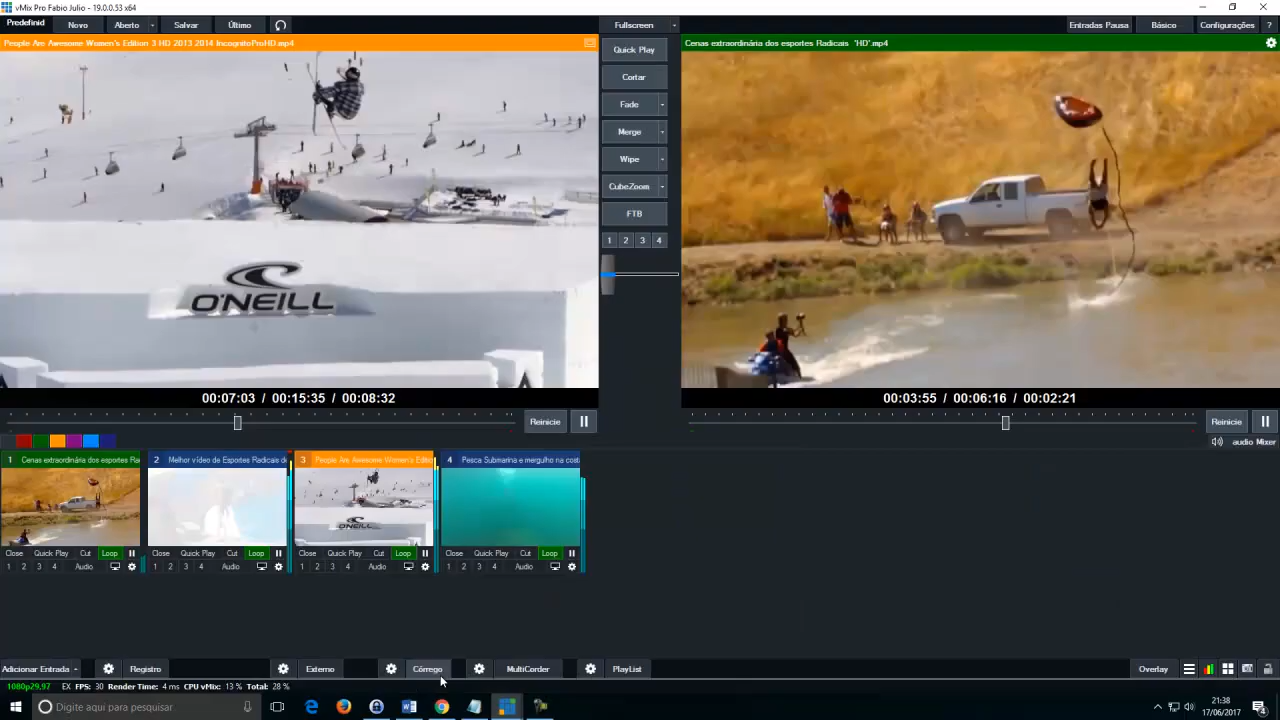 vMix Pro Fabio Julio - 19.0.0.53 x64
Predefinid Novo Aberto Salvar Último Fullscreen Entradas Pausa Básico Configurações ?
People Are Awesome Women's Edition 3 HD 2013 2014 IncognitoProHD.mp4
Cenas extraordinária dos esportes Radicais 'HD'.mp4
Quick Play
Cortar
Fade
Merge
Wipe
CubeZoom
FTB
1 2 3 4
O'NEILL
00:07:03 / 00:15:35 / 00:08:32
00:03:55 / 00:06:16 / 00:02:21
Reinicie
Reinicie
audio Mixer
1 Cenas extraordinária dos esportes Rai
2 Melhor vídeo de Esportes Radicais d
3 People Are Awesome Women's Editio
4 Pesca Submarina e mergulho na cost
O'NEILL
Close Quick Play Cut Loop Close Quick Play Cut Loop Close Quick Play Cut Loop Close Quick Play Cut Loop
1 2 3 4 Audio 1 2 3 4 Audio 1 2 3 4 Audio 1 2 3 4 Audio
Adicionar Entrada Registro Externo Córrego MultiCorder PlayList Overlay
1080p29,97 EX FPS: 30 Render Time: 4 ms CPU vMix: 13 % Total: 28 %
Digite aqui para pesquisar
21:38
17/06/2017
4